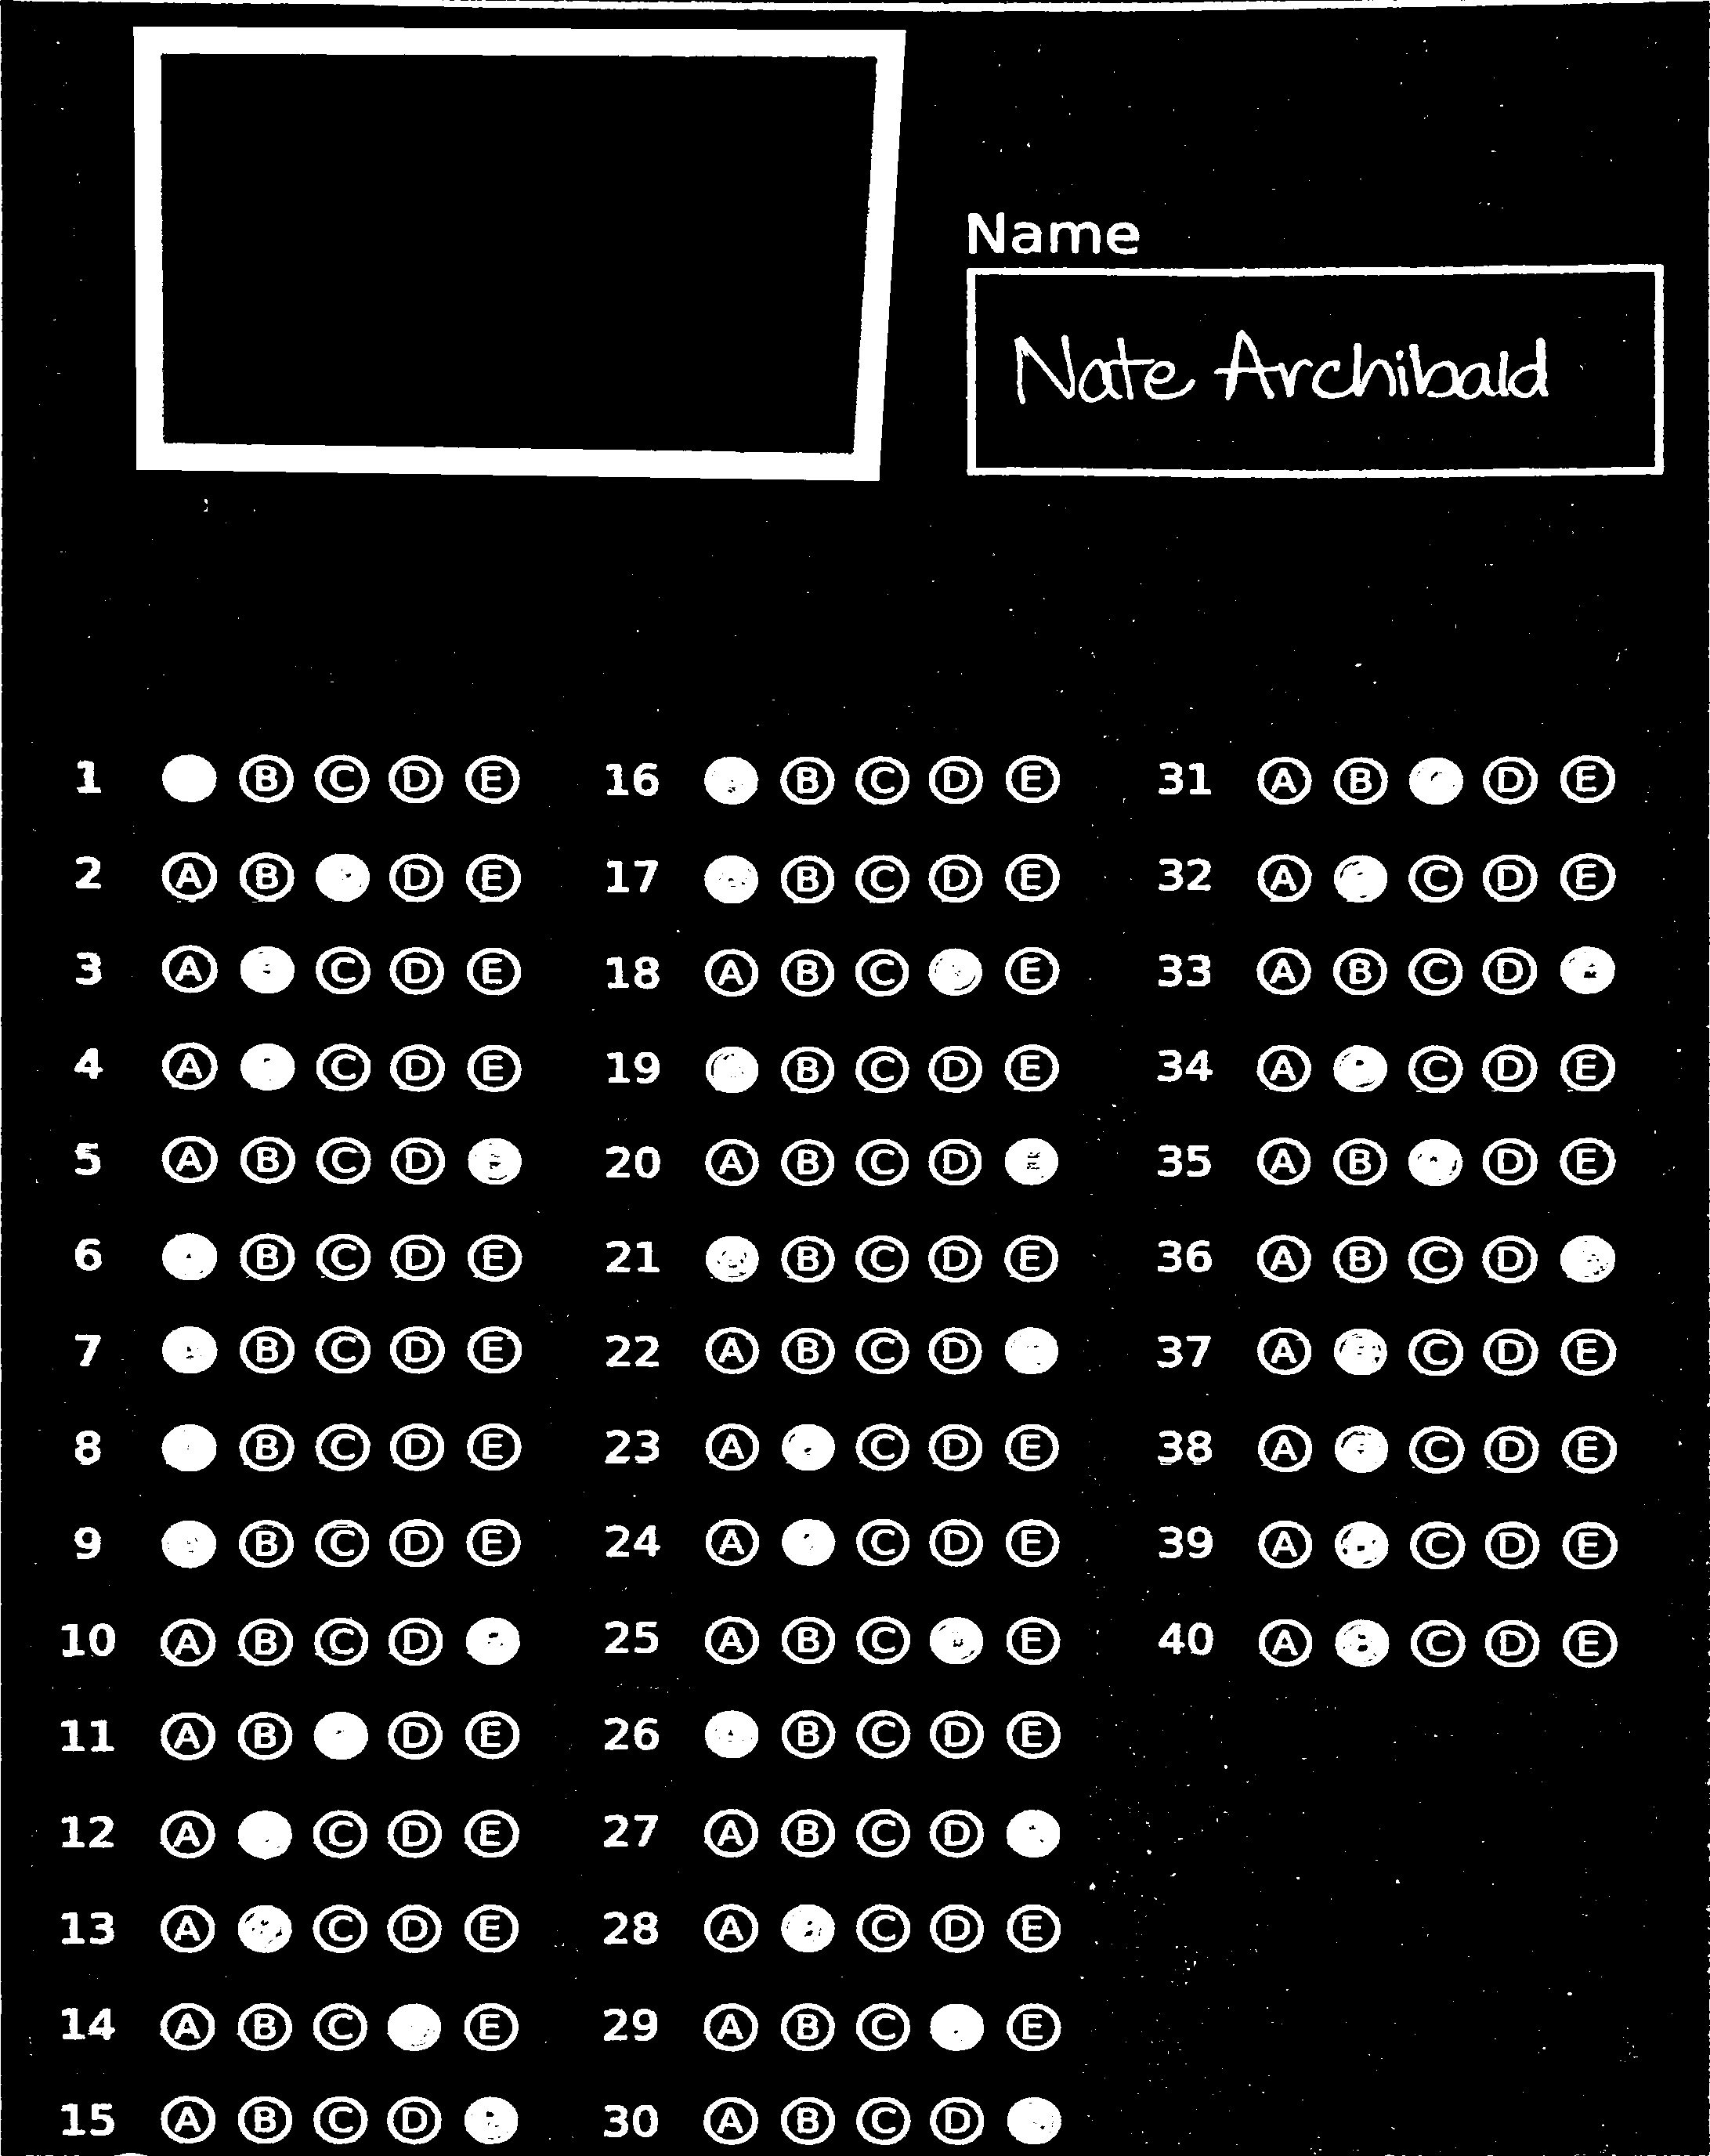 Name
Nate Archibald
1 B C D E 16 B C D E 31 A B D E
2 A B D E 17 B C D E 32 A C D E
3 A C D E 18 A B C E 33 A B C D
4 A C D E 19 B C D E 34 A C D E
5 A B C D 20 A B C D E 35 A B D E
6 A B C D E 21 B C D E 36 A B C D
7 B C D E 22 A B C D 37 A C D E
8 B C D E 23 A C D E 38 A C D E
9 B C D E 24 A C D E 39 A C D E
10 A B C D 25 A B C D E 40 A B C D E
11 A B D E 26 A B C D E
12 A C D E 27 A B C D
13 A C D E 28 A C D E
14 A B C E 29 A B C E
15 A B C D 30 A B C D